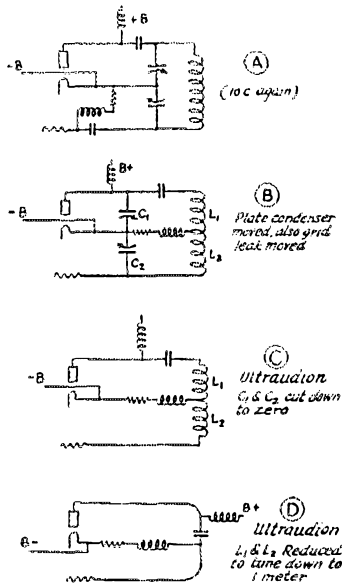 +B
-B
A
(10c again)
B+
-B
C1
L1
C2
L2
B
Plate condenser
moved, also grid
leak moved
-B
L1
L2
C
Ultraudion
C1 & C2 cut down
to zero
B+
B-
D
Ultraudion
L1 & L2 Reduced
to tune down to
1 meter